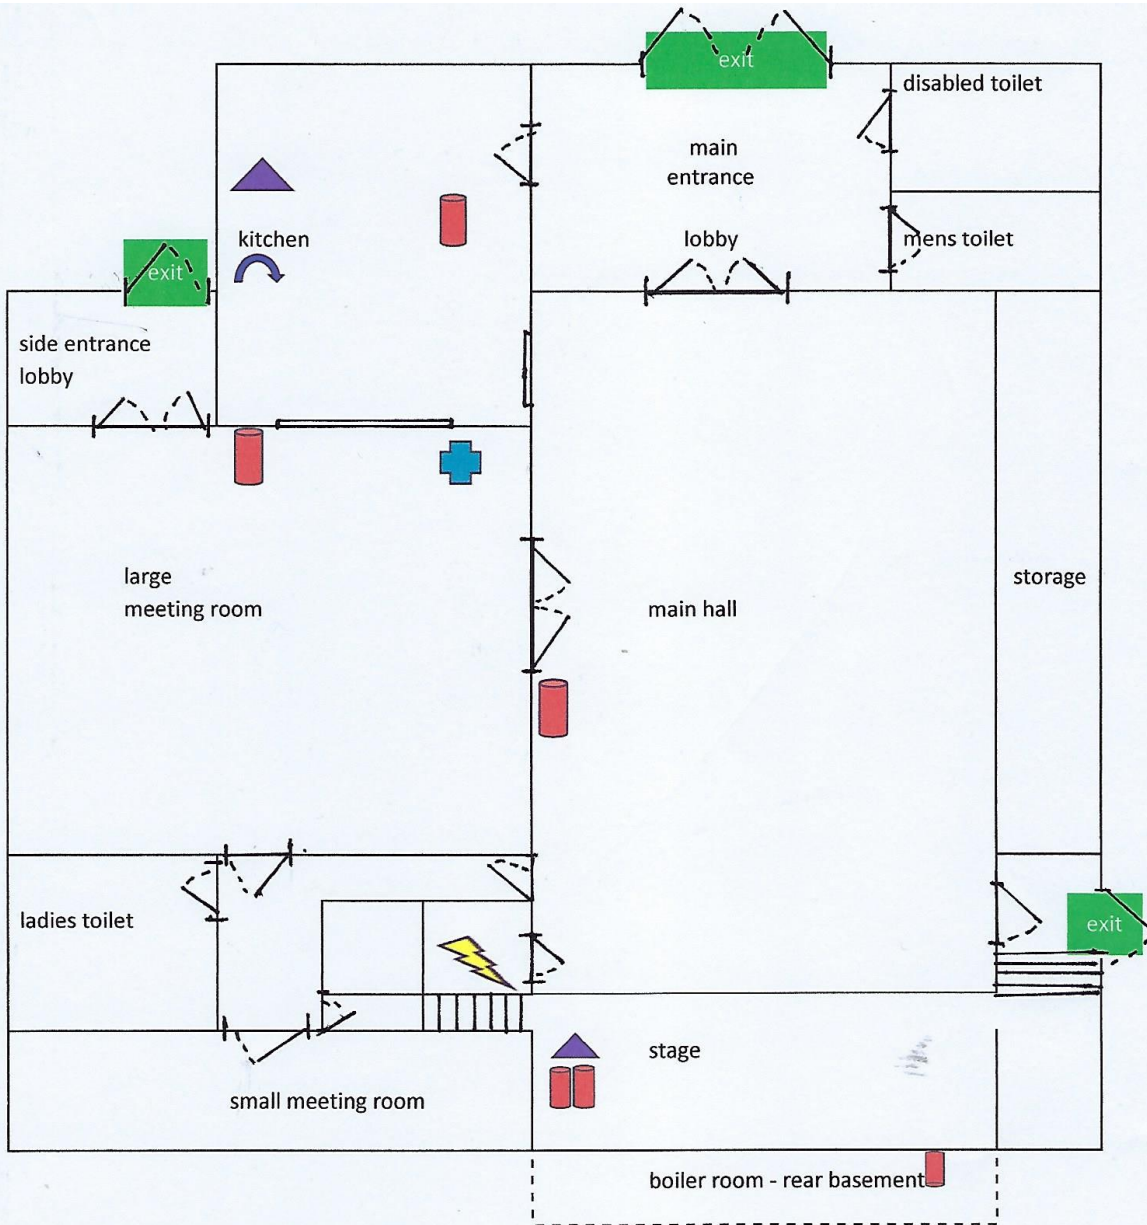 exit
disabled toilet
main
entrance
kitchen
lobby
mens toilet
exit
side entrance
lobby
large
meeting room
main hall
storage
ladies toilet
exit
stage
small meeting room
boiler room - rear basement